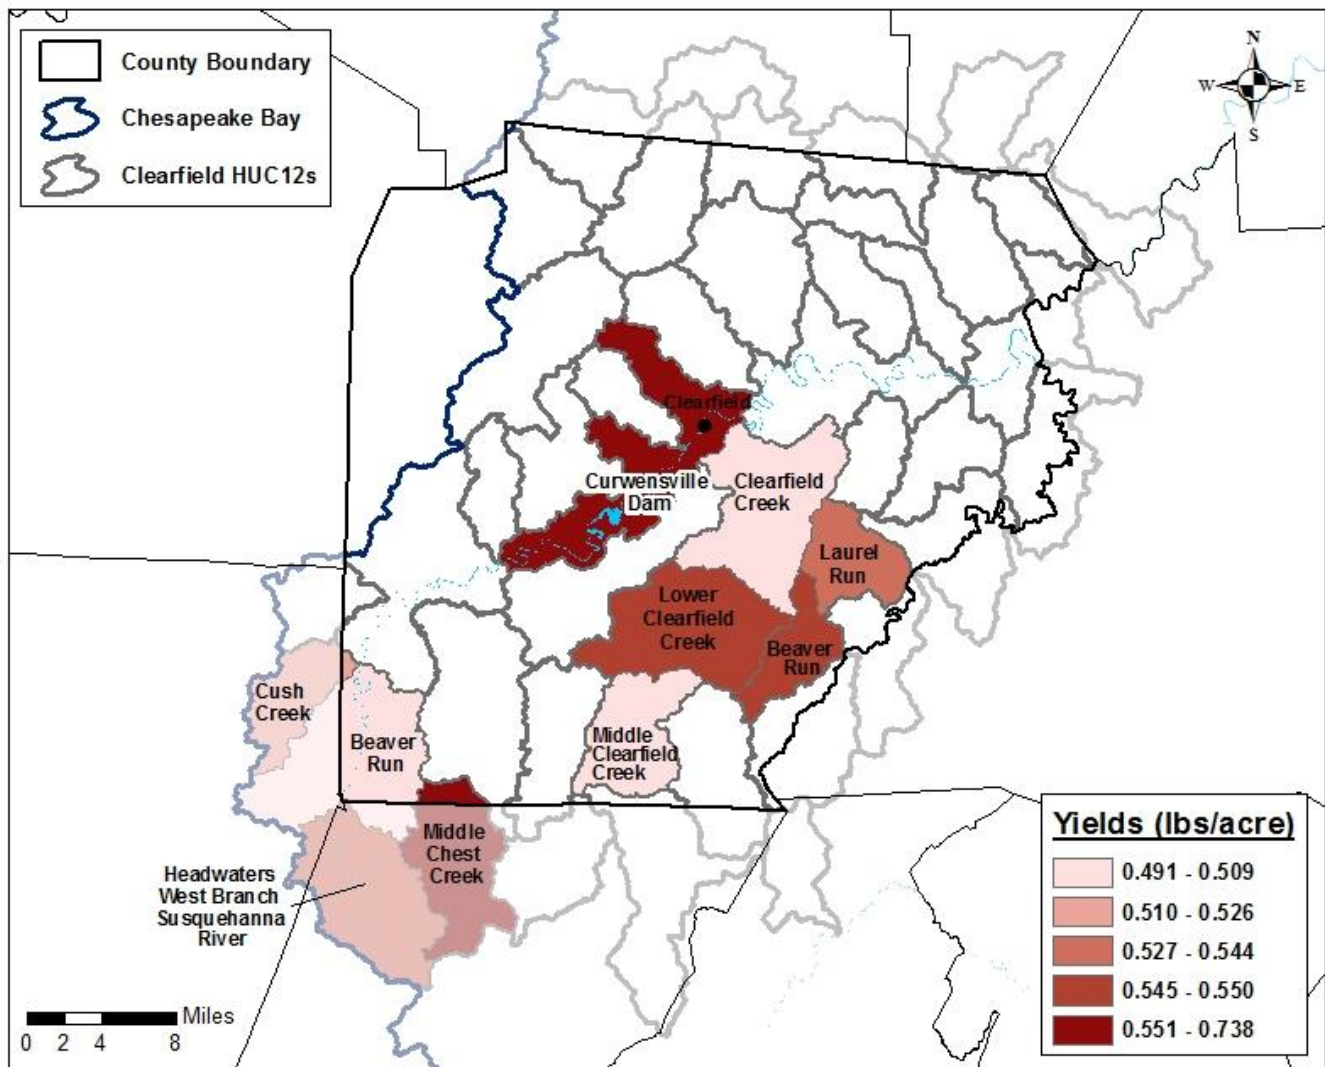 County Boundary
Chesapeake Bay
Clearfield HUC12s
N
W
E
S
Clearfield
Curwensville
Dam
Clearfield
Creek
Laurel
Run
Lower
Clearfield
Creek
Beaver
Run
Cush
Creek
Beaver
Run
Middle
Clearfield
Creek
Middle
Chest
Creek
Headwaters
West Branch
Susquehanna
River
Miles
0 2 4 8
Yields (lbs/acre)
0.491 - 0.509
0.510 - 0.526
0.527 - 0.544
0.545 - 0.550
0.551 - 0.738